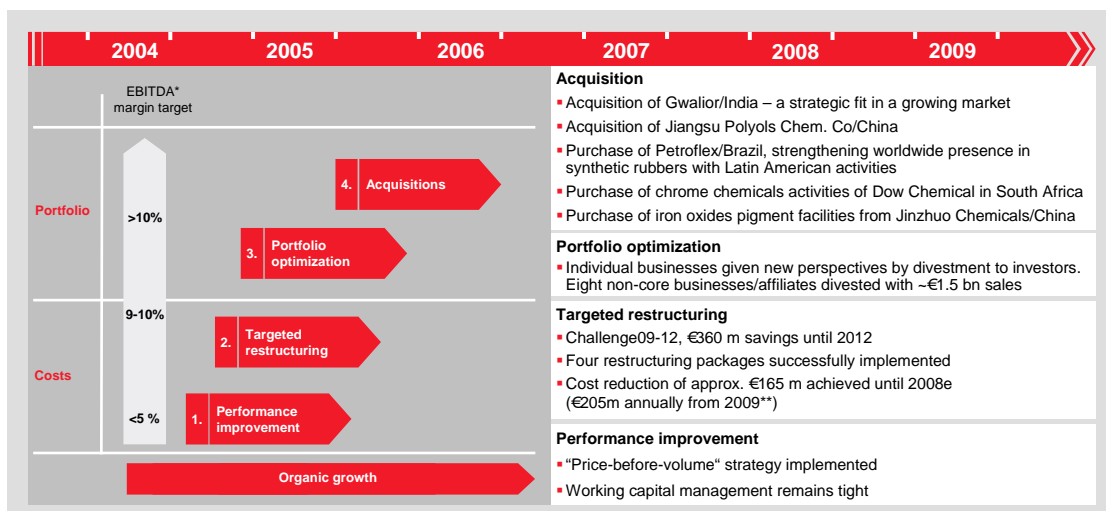 2004 2005 2006 2007 2008 2009
EBITDA*
margin target
Portfolio
>10%
9-10%
Costs
<5 %
4. Acquisitions
3. Portfolio
optimization
2. Targeted
restructuring
1. Performance
improvement
Organic growth
Acquisition
▪ Acquisition of Gwalior/India – a strategic fit in a growing market
▪ Acquisition of Jiangsu Polyols Chem. Co/China
▪ Purchase of Petroflex/Brazil, strengthening worldwide presence in
synthetic rubbers with Latin American activities
▪ Purchase of chrome chemicals activities of Dow Chemical in South Africa
▪ Purchase of iron oxides pigment facilities from Jinzhuo Chemicals/China
Portfolio optimization
▪ Individual businesses given new perspectives by divestment to investors.
Eight non-core businesses/affiliates divested with ~€1.5 bn sales
Targeted restructuring
▪ Challenge09-12, €360 m savings until 2012
▪ Four restructuring packages successfully implemented
▪ Cost reduction of approx. €165 m achieved until 2008e
(€205m annually from 2009**)
Performance improvement
▪ “Price-before-volume“ strategy implemented
▪ Working capital management remains tight